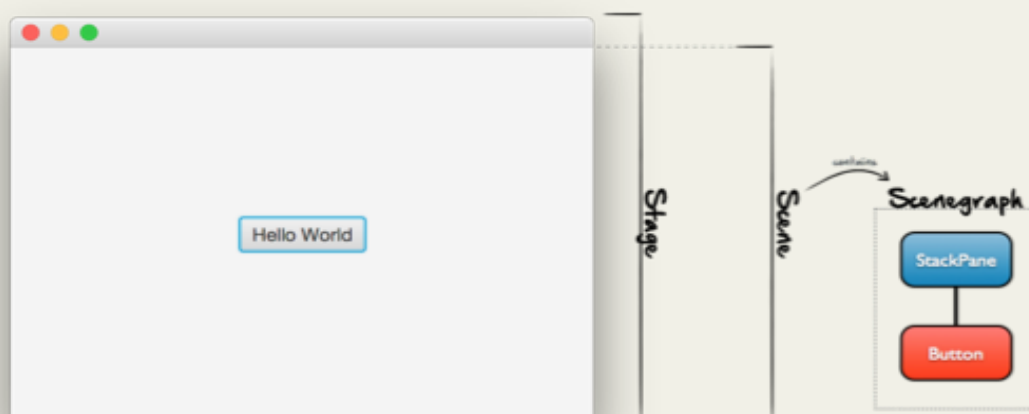 Hello World
Stage
Scene
contains
Scenegraph
StackPane
Button